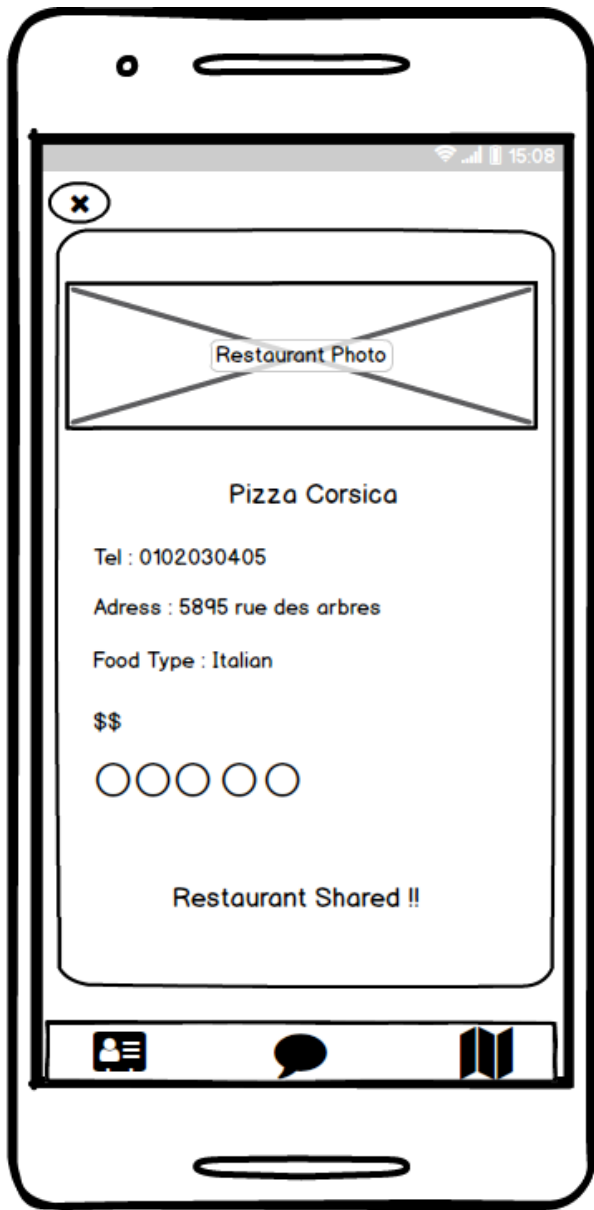 15:08
Restaurant Photo
Pizza Corsica
Tel : 0102030405
Adress : 5895 rue des arbres
Food Type : Italian
$$
Restaurant Shared !!